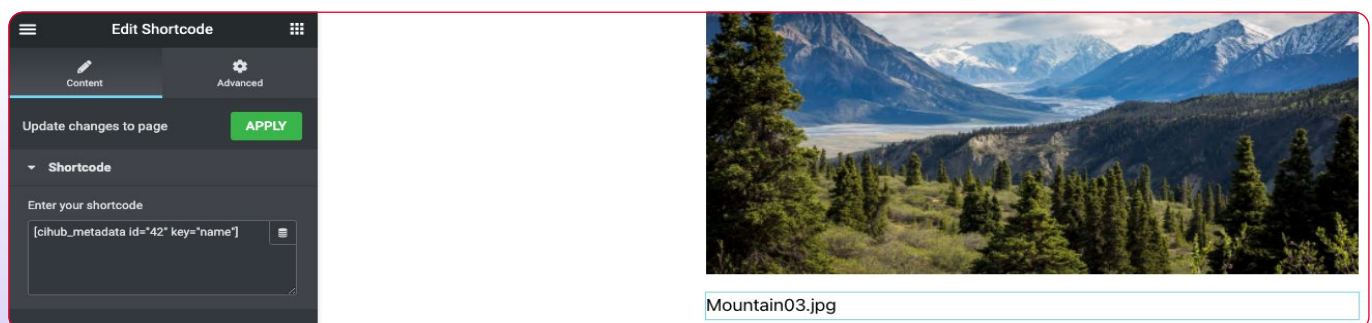 Edit Shortcode
Content
Advanced
Update changes to page
APPLY
Shortcode
Enter your shortcode
[cihub_metadata id="42" key="name"]
Mountain03.jpg